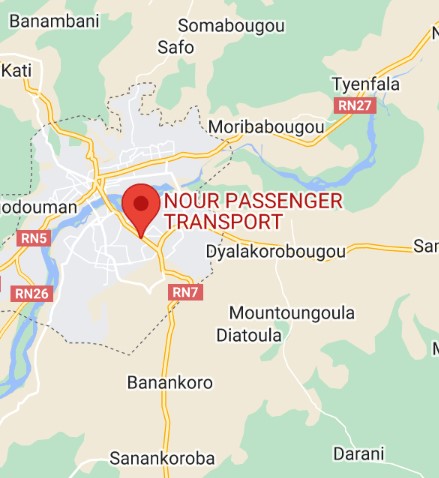 Banambani
Somabougou
Safo
Kati
Tyenfala
RN27
Moribabougou
NOUR PASSENGER
TRANSPORT
godouman
RN5
Dyalakorobougou
San
RN26
RN7
Mountoungoula
Diatoula
Banankoro
Sanankoroba
Darani